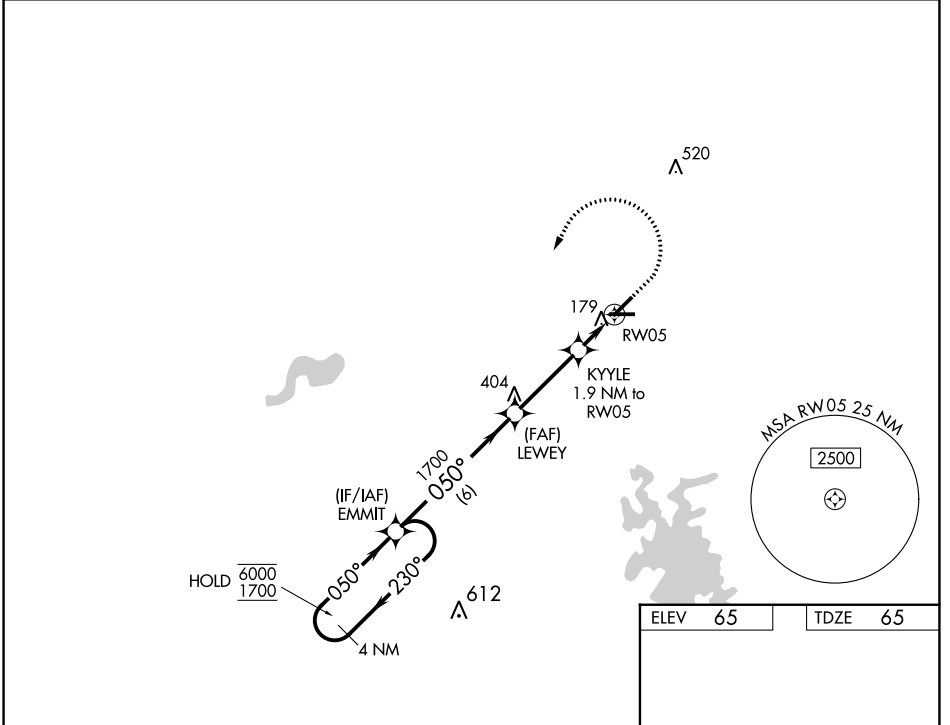 520
179
RW05
KYYLE
1.9 NM to
RW05
404
(FAF)
LEWEY
MSA RW05 25 NM
2500
1700
050°
(6)
(IF/IAF)
EMMIT
HOLD 6000
1700
050°
230°
612
4 NM
ELEV 65
TDZE 65